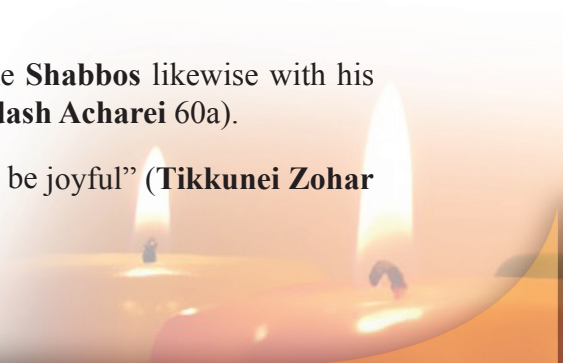 e Shabbos likewise with his
lash Acharei 60a).
be joyful” (Tikkunei Zohar